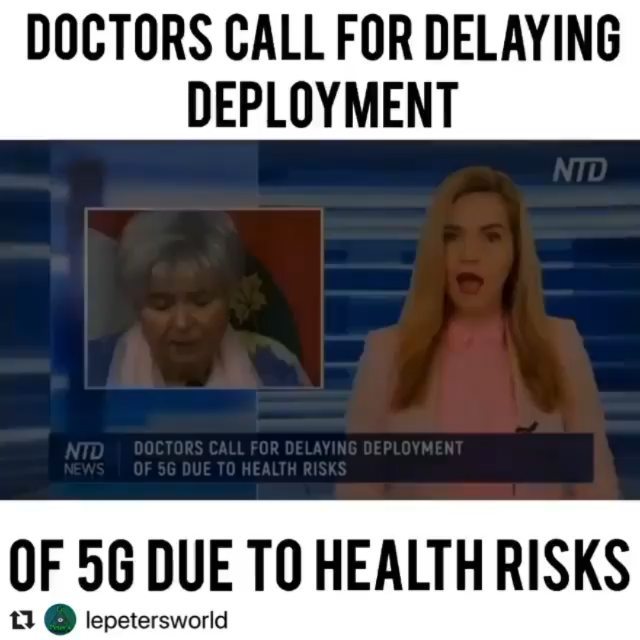 DOCTORS CALL FOR DELAYING
DEPLOYMENT
NTD
NTD
NEWS
DOCTORS CALL FOR DELAYING DEPLOYMENT
OF 5G DUE TO HEALTH RISKS
OF 5G DUE TO HEALTH RISKS
lepetersworld